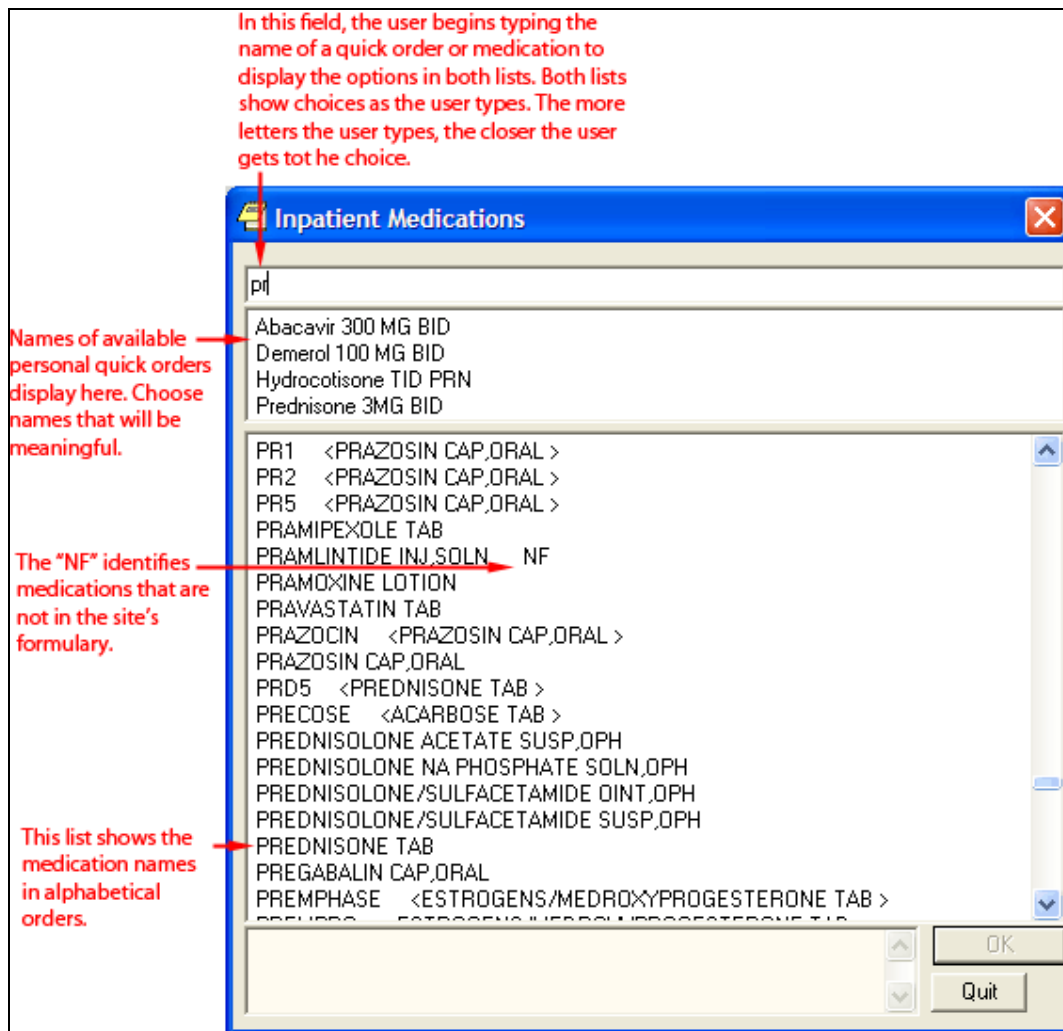 In this field, the user begins typing the
name of a quick order or medication to
display the options in both lists. Both lists
show choices as the user types. The more
letters the user types, the closer the user
gets tot he choice.
Inpatient Medications
pr
Names of available
personal quick orders
display here. Choose
names that will be
meaningful.
Abacavir 300 MG BID
Demerol 100 MG BID
Hydrocotisone TID PRN
Prednisone 3MG BID
PR1 <PRAZOSIN CAP,ORAL >
PR2 <PRAZOSIN CAP,ORAL >
PR5 <PRAZOSIN CAP,ORAL >
PRAMIPEXOLE TAB
PRAMLINTIDE INJ,SOLN NF
PRAMOXINE LOTION
PRAVASTATIN TAB
PRAZOCIN <PRAZOSIN CAP,ORAL >
PRAZOSIN CAP,ORAL
PRD5 <PREDNISONE TAB >
PRECOSE <ACARBOSE TAB >
PREDNISOLONE ACETATE SUSP,OPH
PREDNISOLONE NA PHOSPHATE SOLN,OPH
PREDNISOLONE/SULFACETAMIDE OINT,OPH
PREDNISOLONE/SULFACETAMIDE SUSP,OPH
PREDNISONE TAB
PREGABALIN CAP,ORAL
PREMPHASE <ESTROGENS/MEDROXYPROGESTERONE TAB >
The "NF" identifies
medications that are
not in the site's
formulary.
This list shows the
medication names
in alphabetical
orders.
OK
Quit